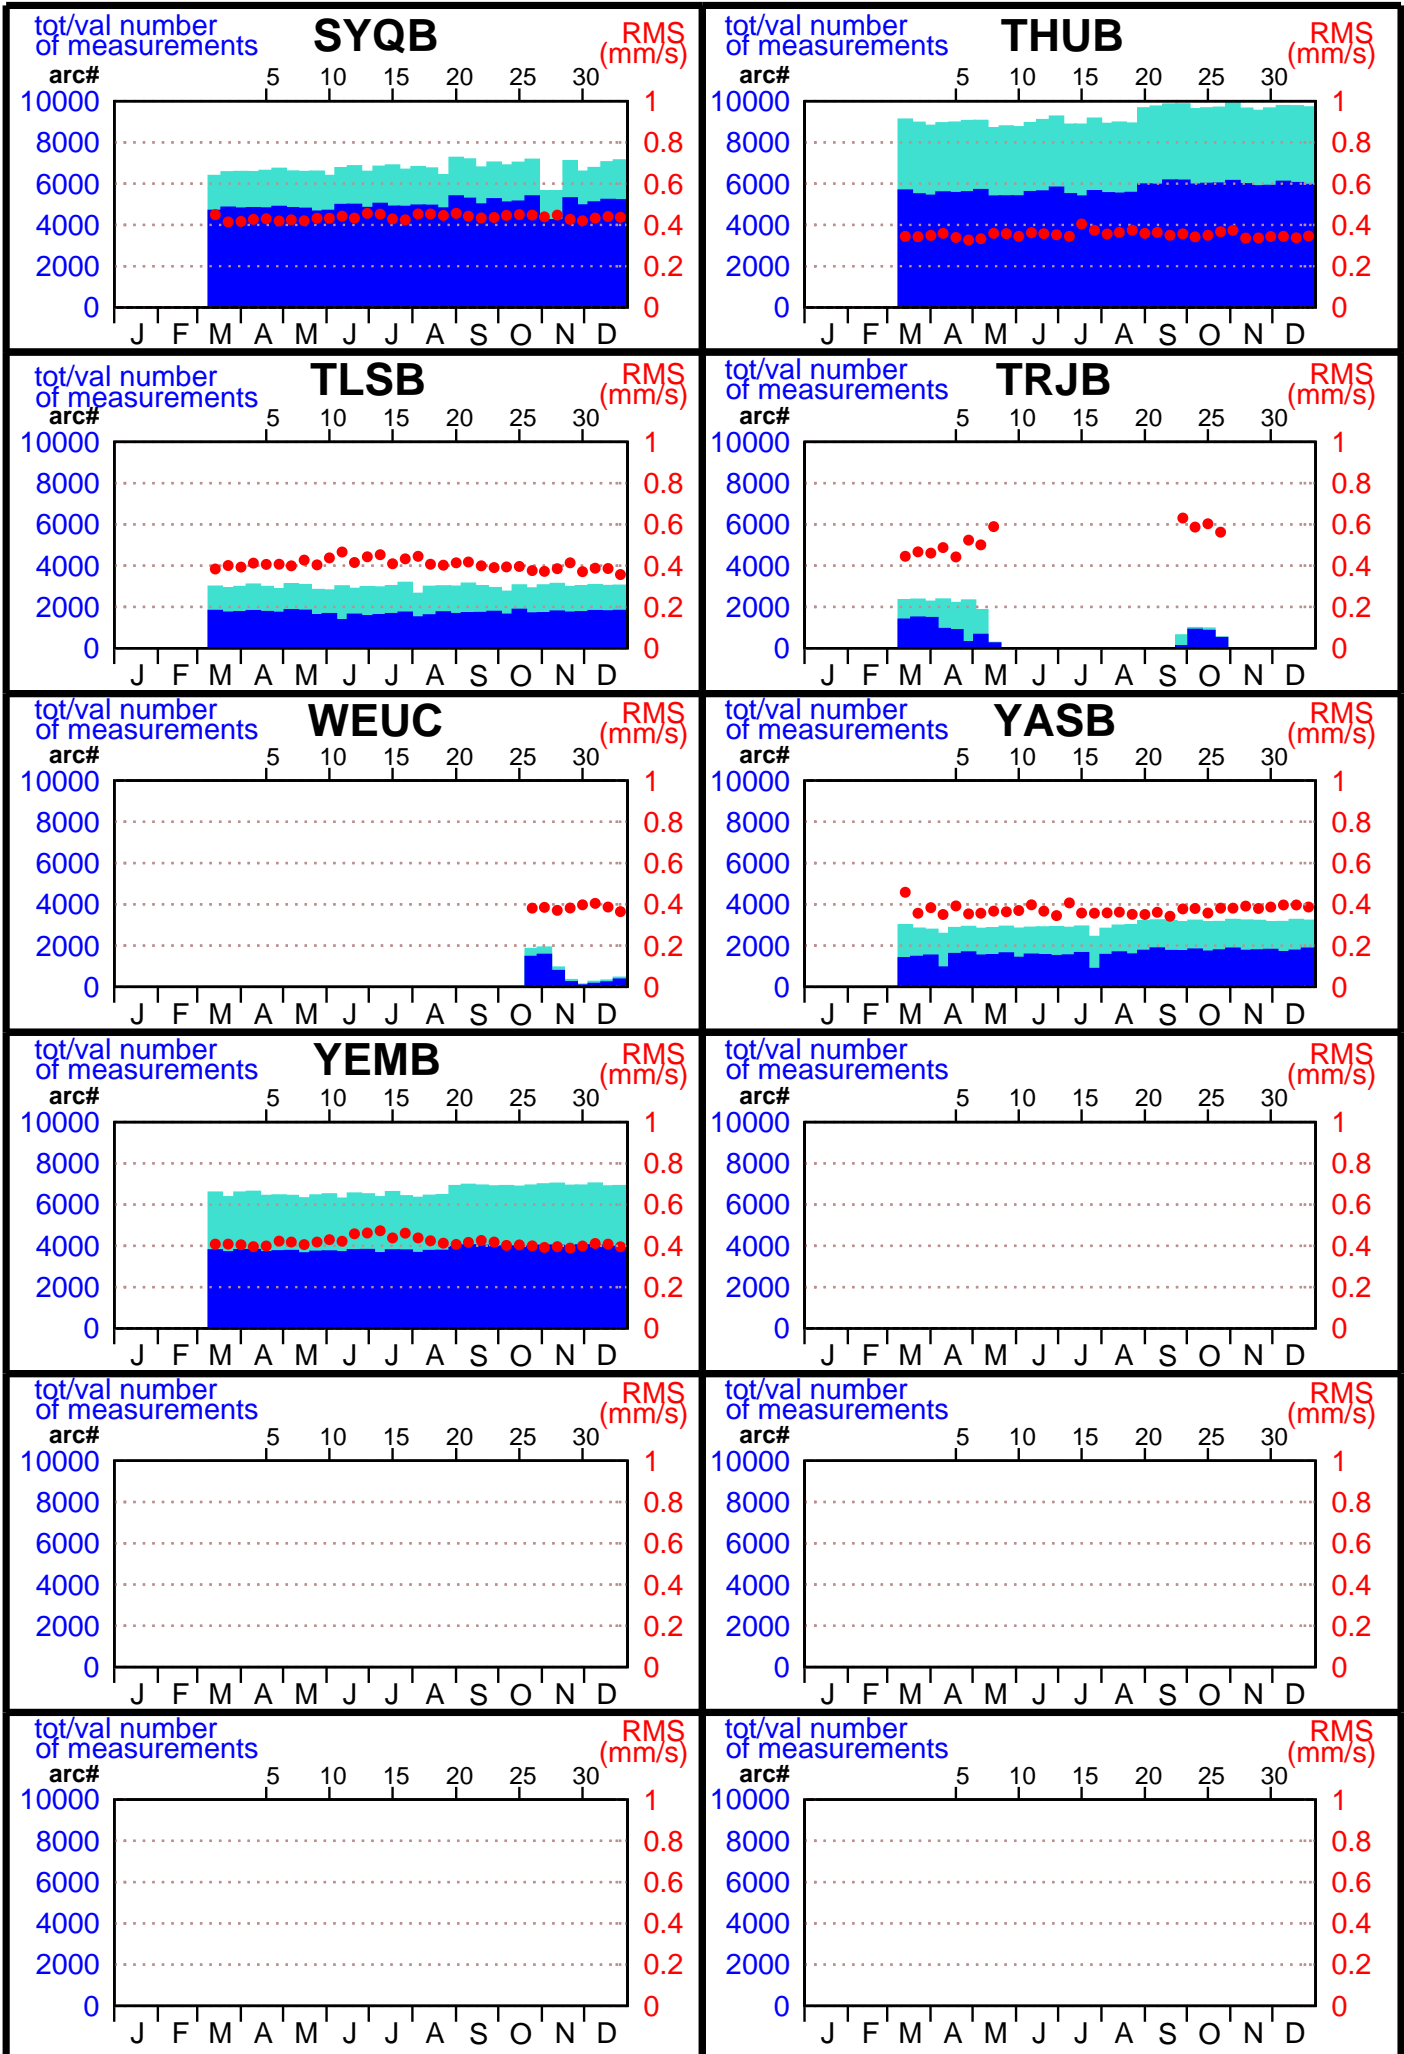 tot/val number
of measurements
SYQB
RMS
(mm/s)
arc#
5 10 15 20 25 30
10000 1
8000 0.8
6000 0.6
4000 0.4
2000 0.2
0 0
J F M A M J J A S O N D
tot/val number
of measurements
THUB
RMS
(mm/s)
arc#
5 10 15 20 25 30
10000 1
8000 0.8
6000 0.6
4000 0.4
2000 0.2
0 0
J F M A M J J A S O N D
tot/val number
of measurements
TLSB
RMS
(mm/s)
arc#
5 10 15 20 25 30
10000 1
8000 0.8
6000 0.6
4000 0.4
2000 0.2
0 0
J F M A M J J A S O N D
tot/val number
of measurements
TRJB
RMS
(mm/s)
arc#
5 10 15 20 25 30
10000 1
8000 0.8
6000 0.6
4000 0.4
2000 0.2
0 0
J F M A M J J A S O N D
tot/val number
of measurements
WEUC
RMS
(mm/s)
arc#
5 10 15 20 25 30
10000 1
8000 0.8
6000 0.6
4000 0.4
2000 0.2
0 0
J F M A M J J A S O N D
tot/val number
of measurements
YASB
RMS
(mm/s)
arc#
5 10 15 20 25 30
10000 1
8000 0.8
6000 0.6
4000 0.4
2000 0.2
0 0
J F M A M J J A S O N D
tot/val number
of measurements
YEMB
RMS
(mm/s)
arc#
5 10 15 20 25 30
10000 1
8000 0.8
6000 0.6
4000 0.4
2000 0.2
0 0
J F M A M J J A S O N D
tot/val number
of measurements
RMS
(mm/s)
arc#
5 10 15 20 25 30
10000 1
8000 0.8
6000 0.6
4000 0.4
2000 0.2
0 0
J F M A M J J A S O N D
tot/val number
of measurements
RMS
(mm/s)
arc#
5 10 15 20 25 30
10000 1
8000 0.8
6000 0.6
4000 0.4
2000 0.2
0 0
J F M A M J J A S O N D
tot/val number
of measurements
RMS
(mm/s)
arc#
5 10 15 20 25 30
10000 1
8000 0.8
6000 0.6
4000 0.4
2000 0.2
0 0
J F M A M J J A S O N D
tot/val number
of measurements
RMS
(mm/s)
arc#
5 10 15 20 25 30
10000 1
8000 0.8
6000 0.6
4000 0.4
2000 0.2
0 0
J F M A M J J A S O N D
tot/val number
of measurements
RMS
(mm/s)
arc#
5 10 15 20 25 30
10000 1
8000 0.8
6000 0.6
4000 0.4
2000 0.2
0 0
J F M A M J J A S O N D